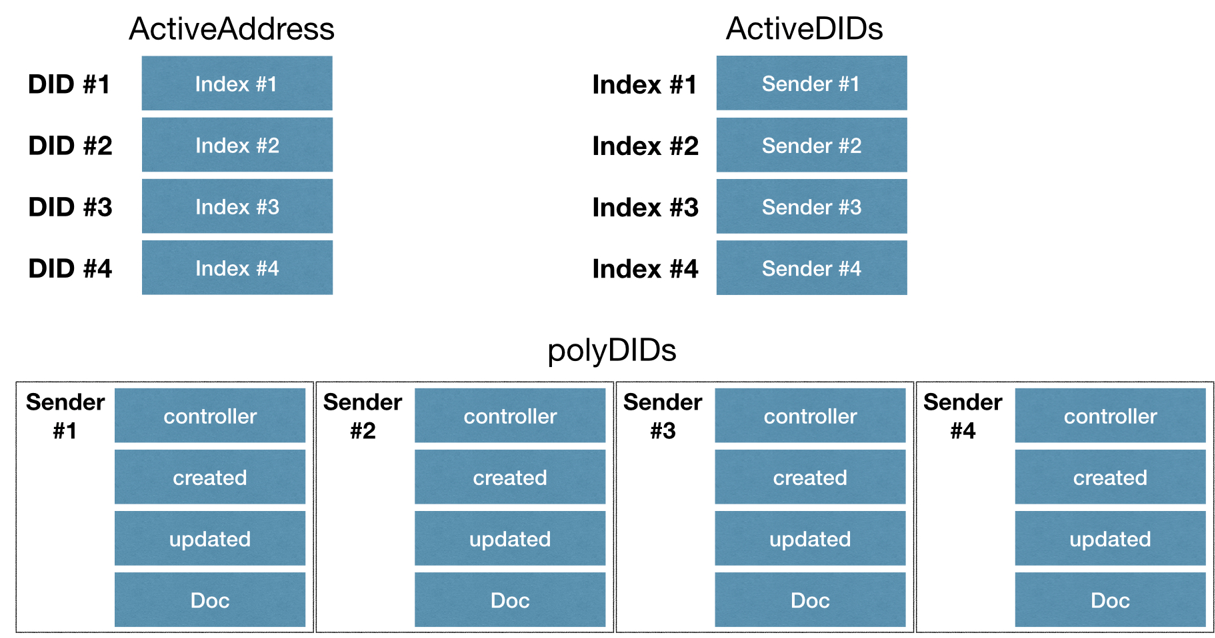 ActiveAddress
DID #1 Index #1
DID #2 Index #2
DID #3 Index #3
DID #4 Index #4
ActiveDIDs
Index #1 Sender #1
Index #2 Sender #2
Index #3 Sender #3
Index #4 Sender #4
polyDIDs
Sender
#1
controller
created
updated
Doc
Sender
#2
controller
created
updated
Doc
Sender
#3
controller
created
updated
Doc
Sender
#4
controller
created
updated
Doc